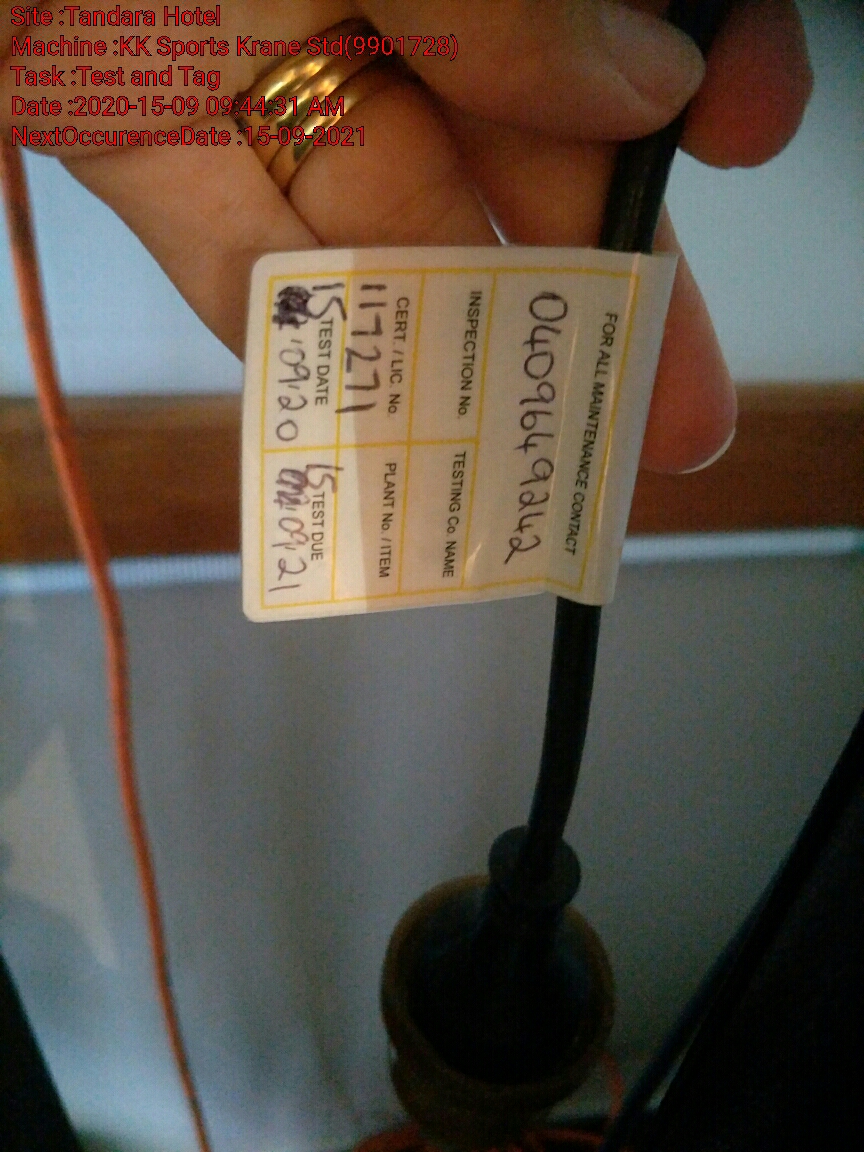 Site :Tandara Hotel
Machine :KK Sports Krane Std(9901728)
Task :Test and Tag
Date :2020-15-09 09:44:31 AM
NextOccurenceDate :15-09-2021
FOR ALL MAINTENANCE CONTACT
0409649242
INSPECTION No.
TESTING Co. NAME
CERT. / LIC. No.
117271
PLANT No. / ITEM
TEST DATE
15/09/20
TEST DUE
15/09/21